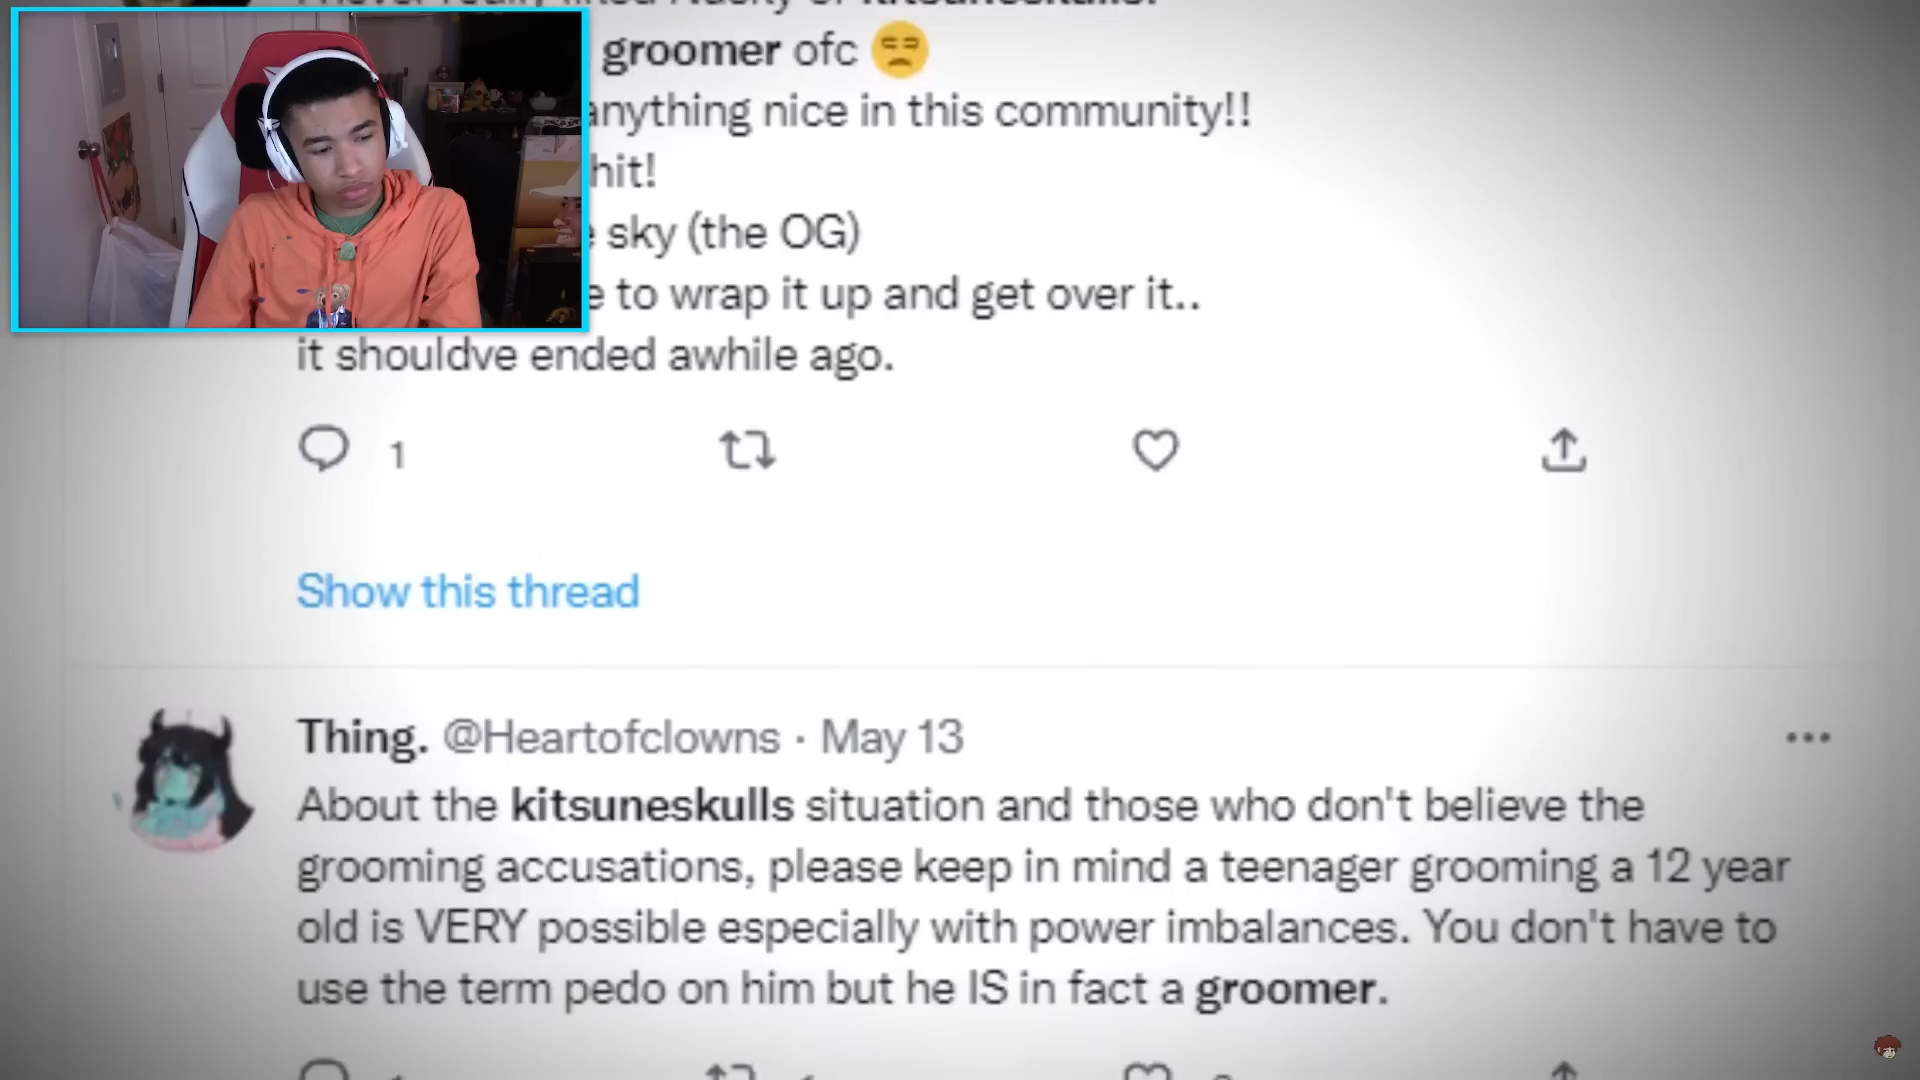 groomer ofc
anything nice in this community!!
hit!
sky (the OG)
to wrap it up and get over it..
it shouldve ended awhile ago.
1
Show this thread
Thing. @Heartofclowns · May 13
About the kitsuneskulls situation and those who don't believe the
grooming accusations, please keep in mind a teenager grooming a 12 year
old is VERY possible especially with power imbalances. You don't have to
use the term pedo on him but he IS in fact a groomer.